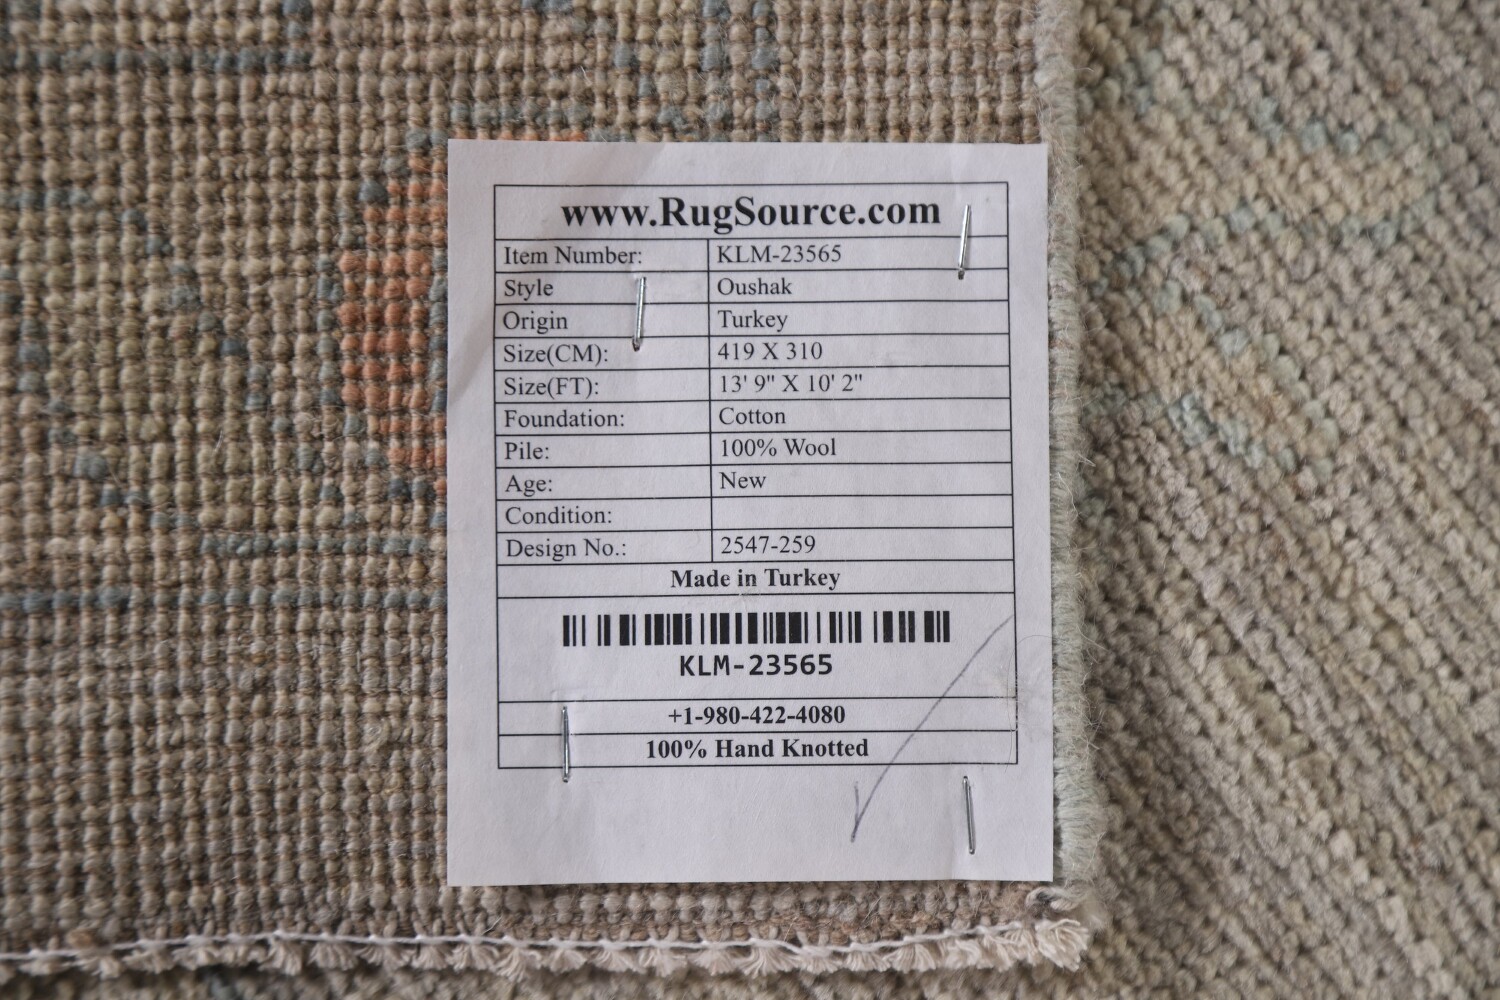 www.RugSource.com
Item Number: KLM-23565
Style Oushak
Origin Turkey
Size(CM): 419 X 310
Size(FT): 13' 9" X 10' 2"
Foundation: Cotton
Pile: 100% Wool
Age: New
Condition:
Design No.: 2547-259
Made in Turkey
KLM-23565
+1-980-422-4080
100% Hand Knotted